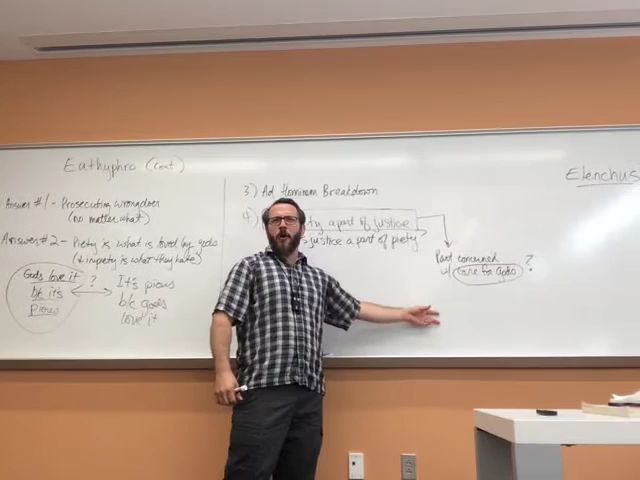 Euthyphro (cont)
Answer #1 - Prosecuting wrongdoer
(no matter what)
Answer #2 - Piety is what is loved by gods
(& impiety is what they hate)
Gods love it
b/c it's
pious
?
It's pious
b/c gods
love it
3) Ad Hominem Breakdown
4)
a part of justice
justice a part of piety
Part concerned
w/ care for gods ?
Elenchus